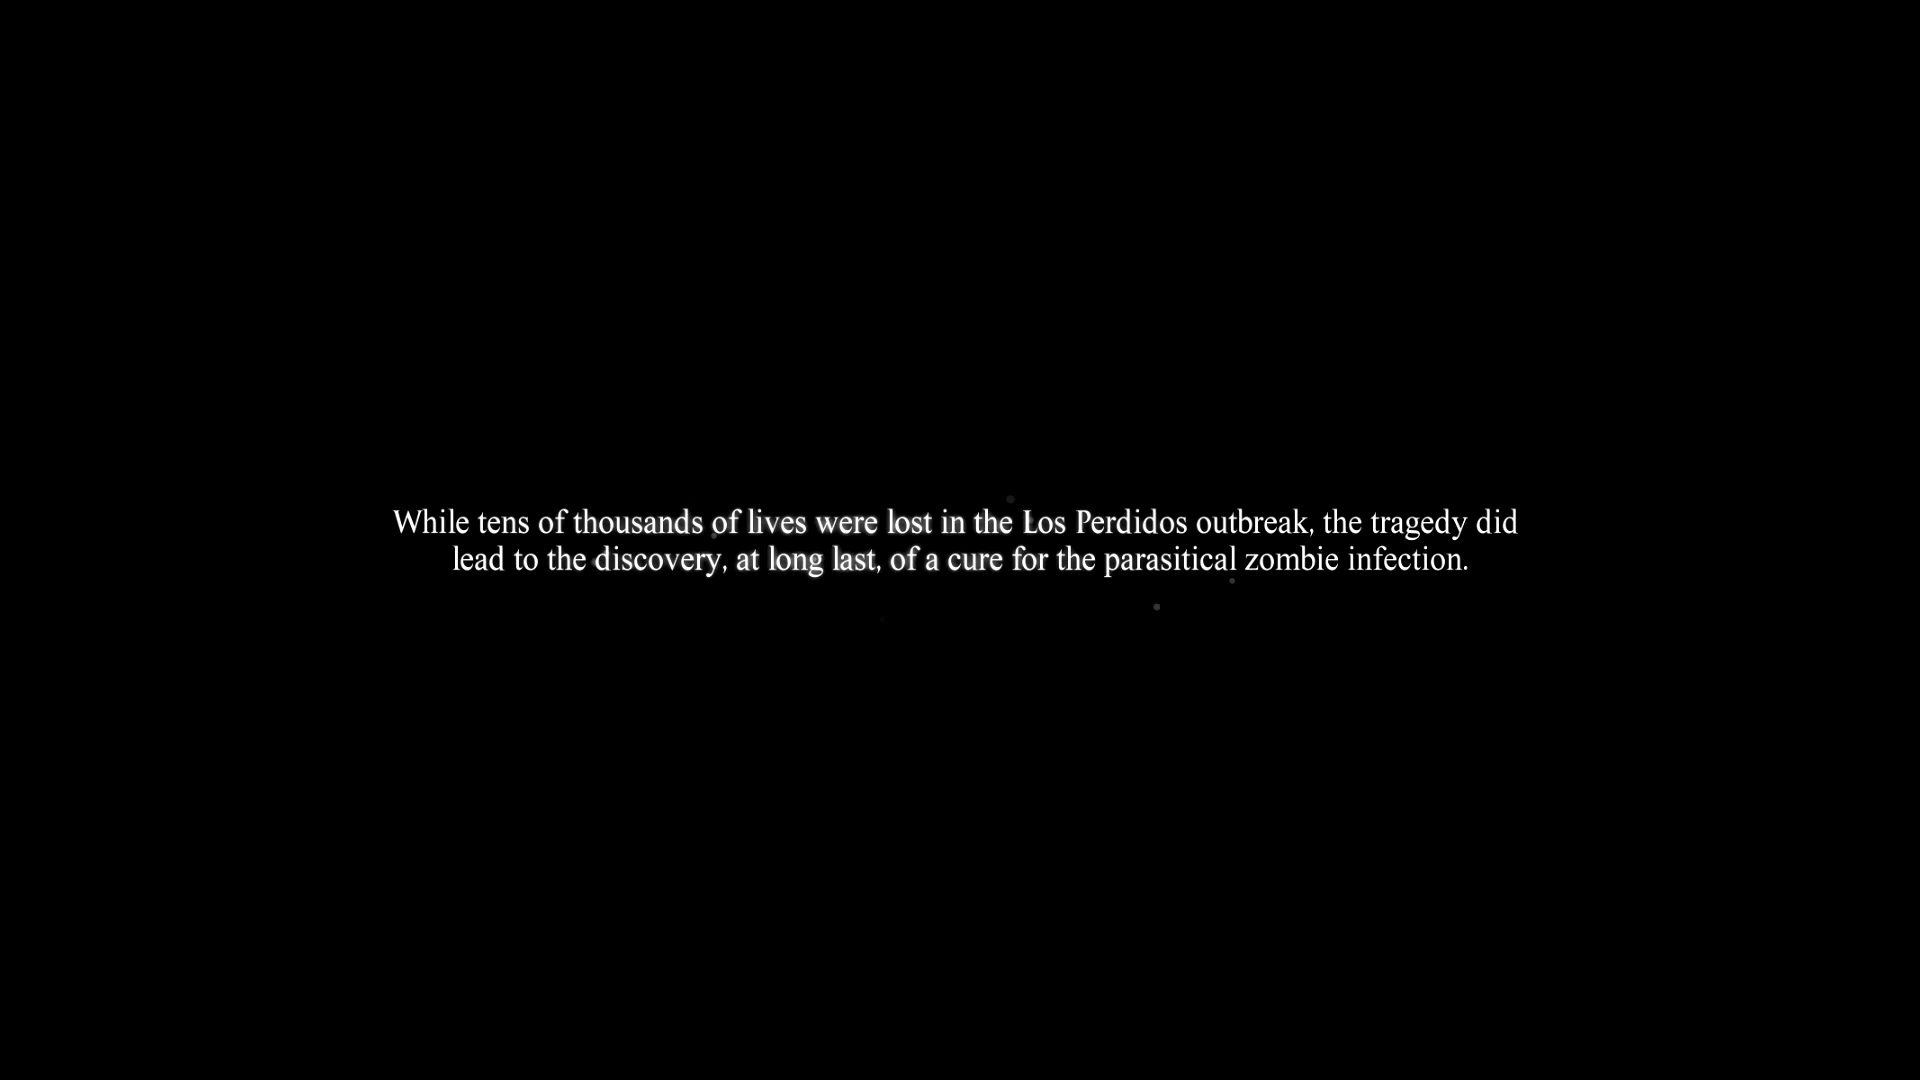 While tens of thousands of lives were lost in the Los Perdidos outbreak, the tragedy did
lead to the discovery, at long last, of a cure for the parasitical zombie infection.